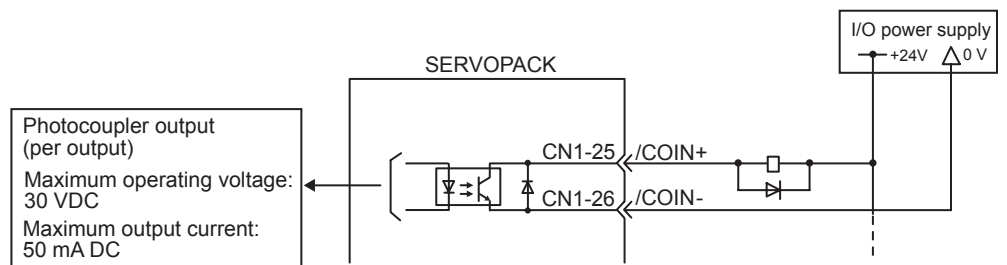 I/O power supply
+24V 0 V
SERVOPACK
Photocoupler output
(per output)
Maximum operating voltage:
30 VDC
Maximum output current:
50 mA DC
CN1-25 /COIN+
CN1-26 /COIN-